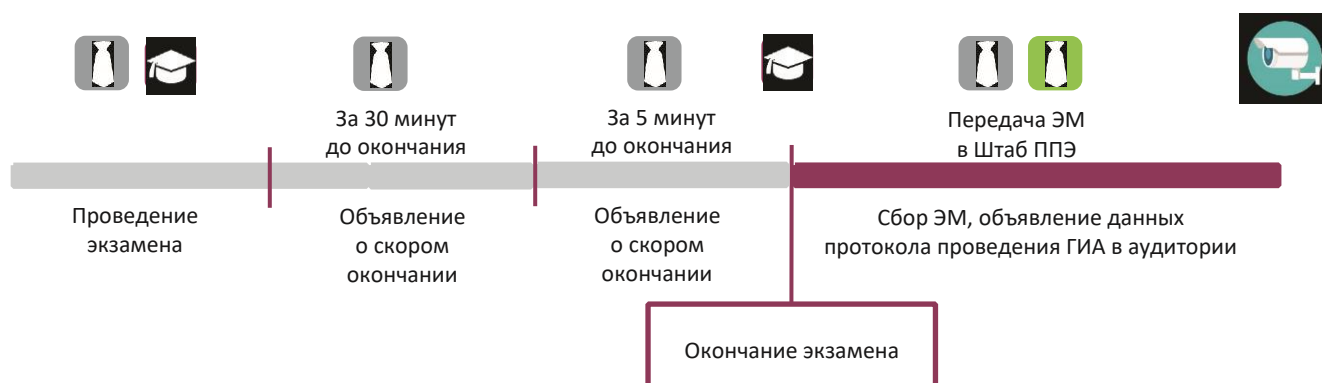 За 30 минут
до окончания
За 5 минут
до окончания
Передача ЭМ
в Штаб ППЭ
Проведение
экзамена
Объявление
о скором
окончании
Объявление
о скором
окончании
Сбор ЭМ, объявление данных
протокола проведения ГИА в аудитории
Окончание экзамена